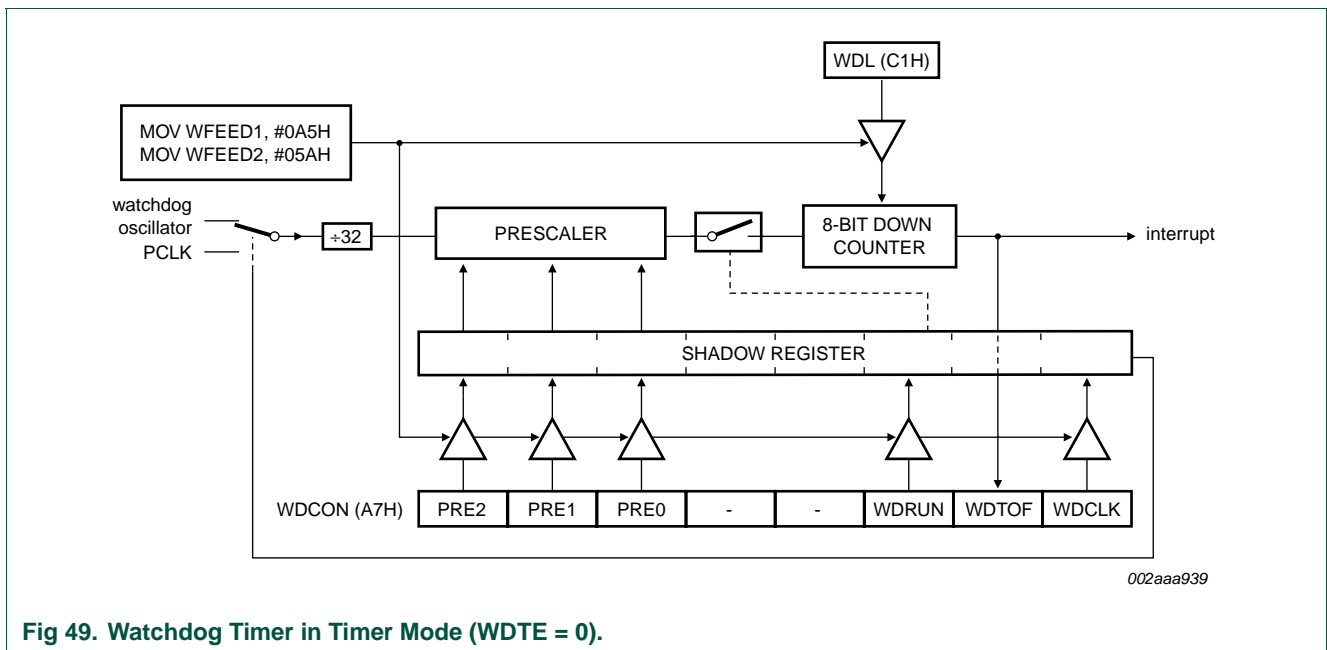 WDL (C1H)
MOV WFEED1, #0A5H
MOV WFEED2, #05AH
watchdog
oscillator
PCLK
÷32
PRESCALER
8-BIT DOWN
COUNTER
interrupt
SHADOW REGISTER
WDCON (A7H)
PRE2
PRE1
PRE0
-
-
WDRUN
WDTOF
WDCLK
002aaa939
Fig 49. Watchdog Timer in Timer Mode (WDTE = 0).